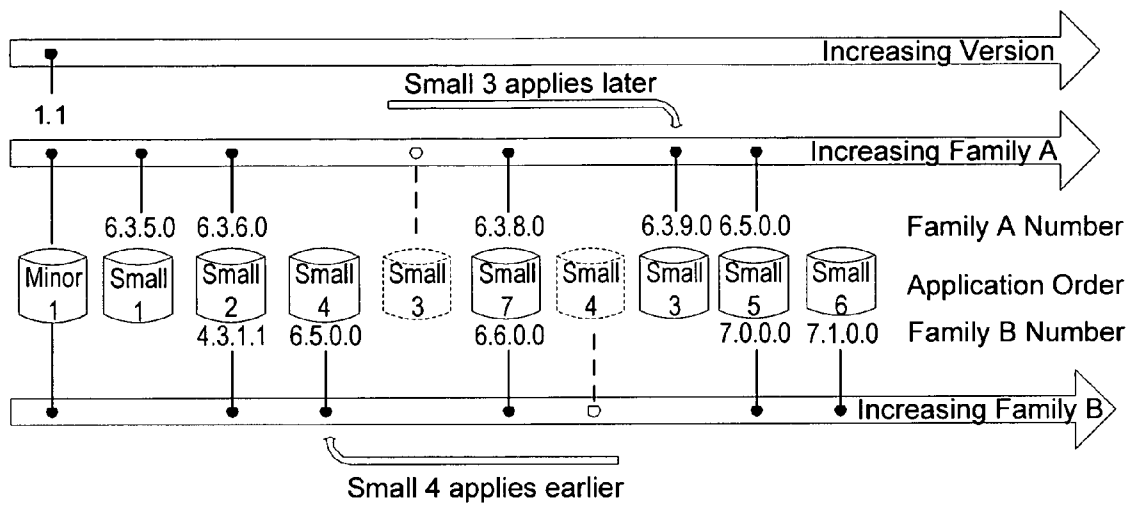 Increasing Version
Small 3 applies later
1.1
Increasing Family A
6.3.5.0 6.3.6.0 6.3.8.0 6.3.9.0 6.5.0.0 Family A Number
Minor 1 Small 1 Small 2 Small 4 Small 3 Small 7 Small 4 Small 3 Small 5 Small 6 Application Order
4.3.1.1 6.5.0.0 6.6.0.0 7.0.0.0 7.1.0.0 Family B Number
Increasing Family B
Small 4 applies earlier